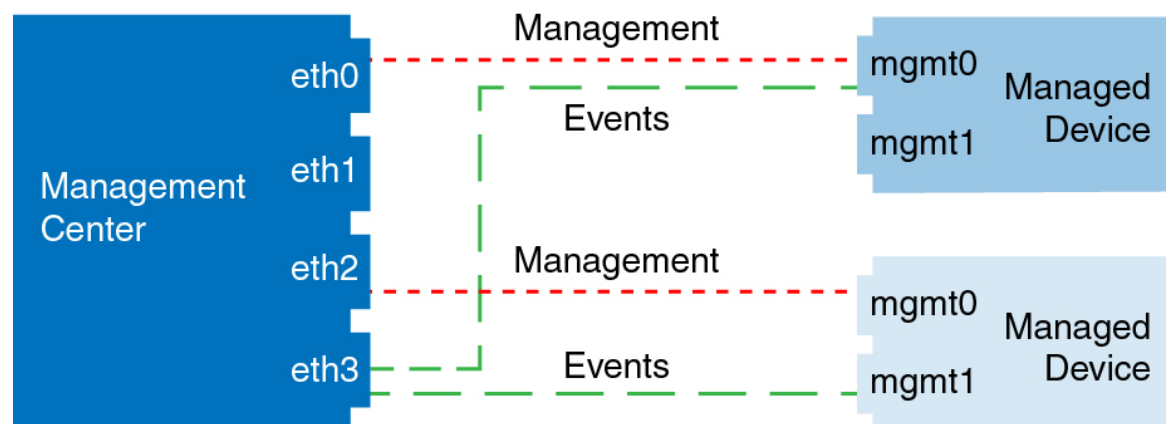 Management
eth0
mgmt0
Managed
Device
Events
mgmt1
eth1
Management
Center
Management
eth2
mgmt0
Managed
Device
Events
eth3
mgmt1